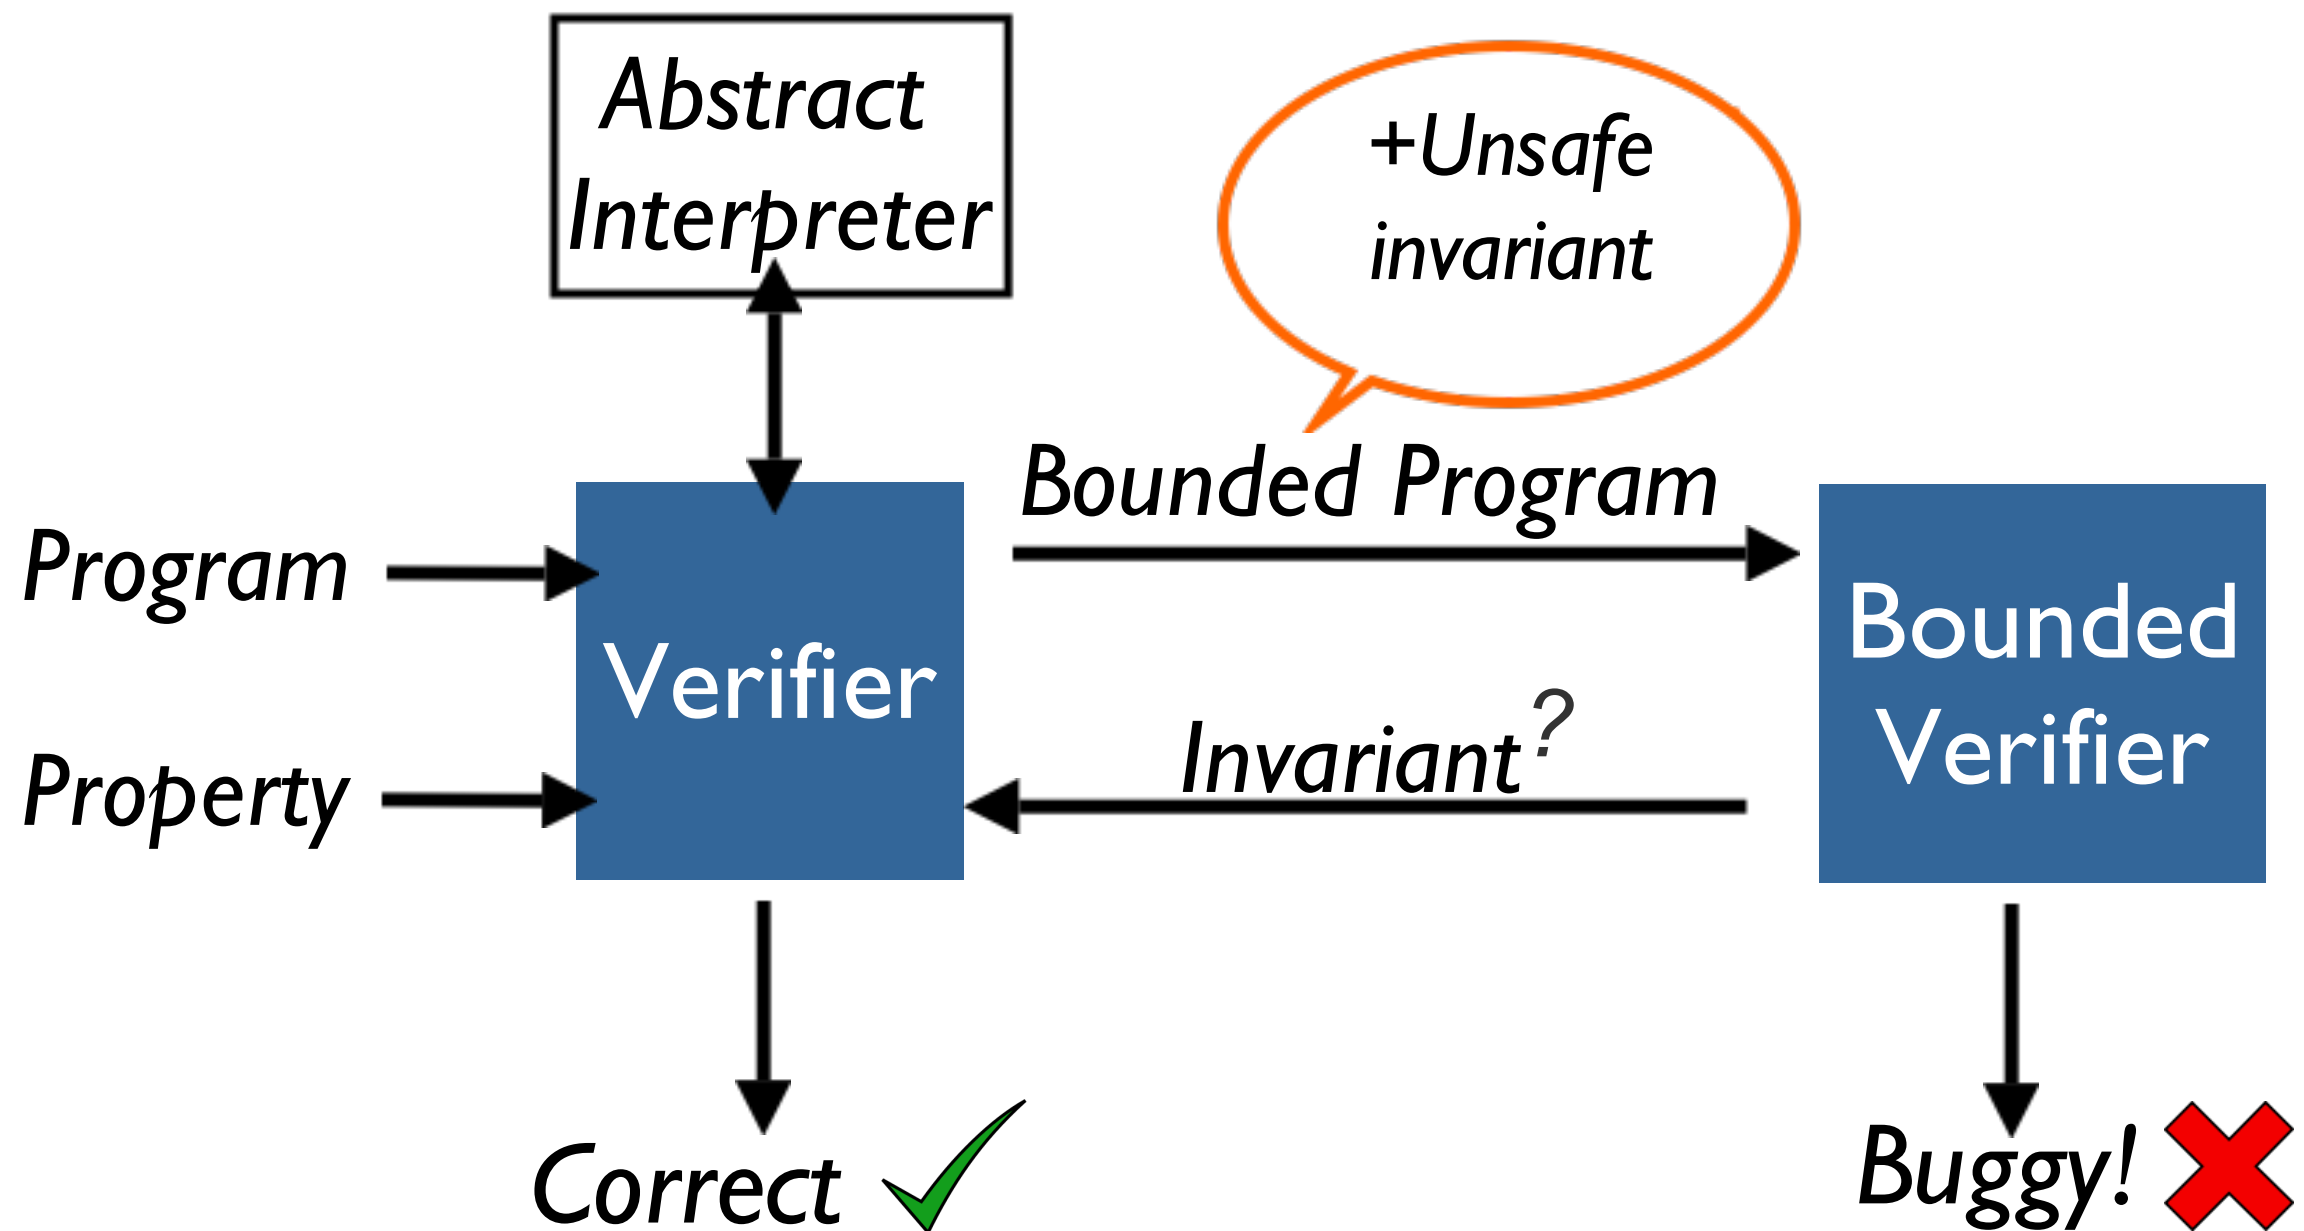 Abstract
Interpreter
+Unsafe
invariant
Bounded Program
Program
Property
Verifier
Invariant?
Bounded
Verifier
Correct
Buggy!